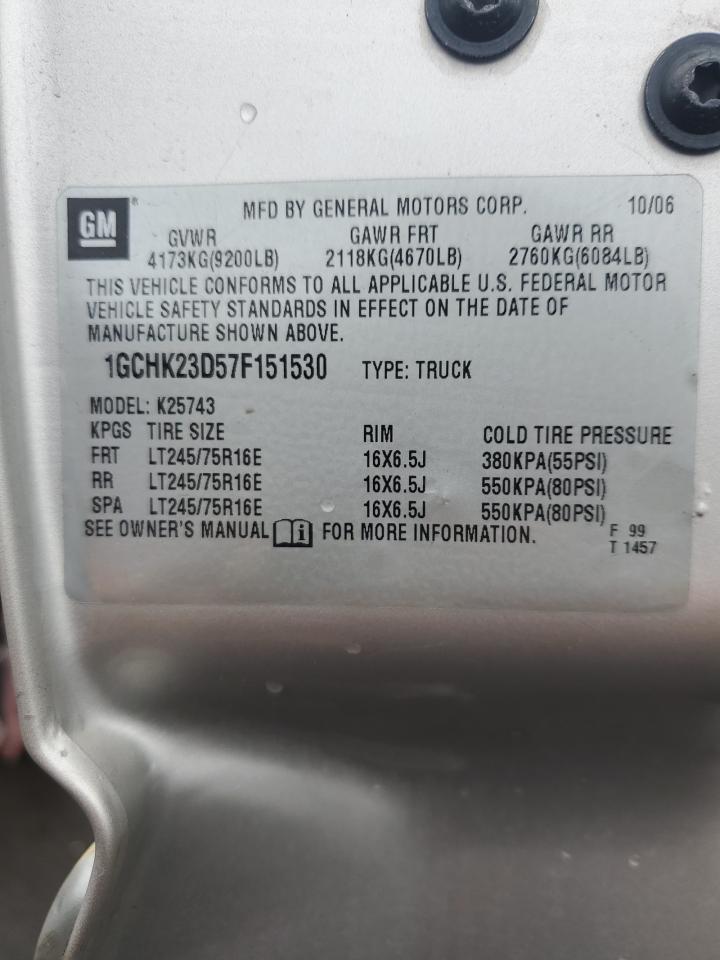 GM® MFD BY GENERAL MOTORS CORP. 10/06
GVWR GAWR FRT GAWR RR
4173KG(9200LB) 2118KG(4670LB) 2760KG(6084LB)
THIS VEHICLE CONFORMS TO ALL APPLICABLE U.S. FEDERAL MOTOR
VEHICLE SAFETY STANDARDS IN EFFECT ON THE DATE OF
MANUFACTURE SHOWN ABOVE.
1GCHK23D57F151530 TYPE: TRUCK
MODEL: K25743
KPGS TIRE SIZE RIM COLD TIRE PRESSURE
FRT LT245/75R16E 16X6.5J 380KPA(55PSI)
RR LT245/75R16E 16X6.5J 550KPA(80PSI)
SPA LT245/75R16E 16X6.5J 550KPA(80PSI)
SEE OWNER'S MANUAL i FOR MORE INFORMATION. F 99
T 1457